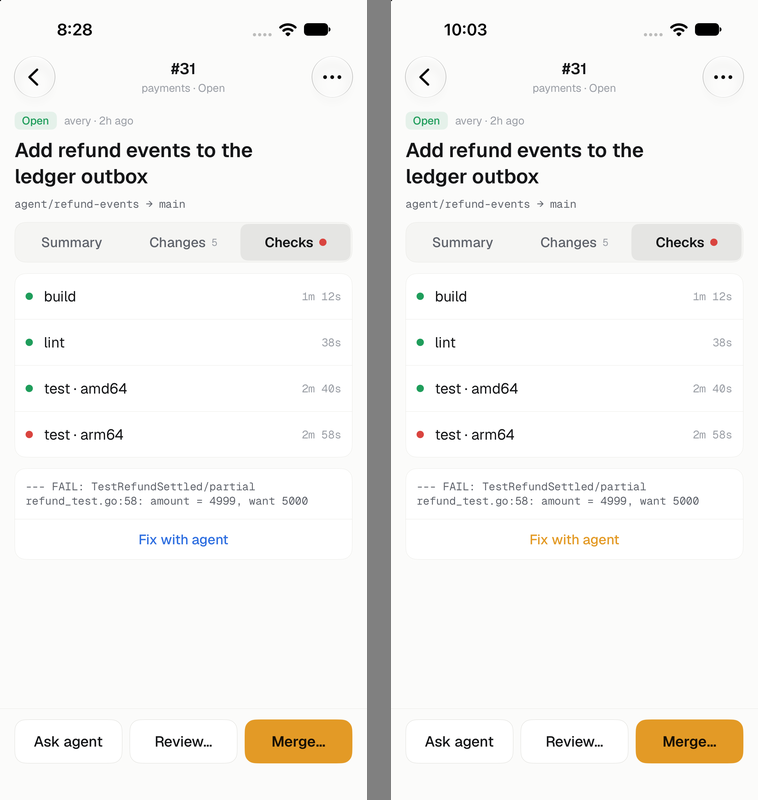 8:28
#31
payments · Open
Open avery · 2h ago
Add refund events to the
ledger outbox
agent/refund-events → main
Summary Changes 5 Checks
build 1m 12s
lint 38s
test · amd64 2m 40s
test · arm64 2m 58s
--- FAIL: TestRefundSettled/partial
refund_test.go:58: amount = 4999, want 5000
Fix with agent
Ask agent Review... Merge...
10:03
#31
payments · Open
Open avery · 2h ago
Add refund events to the
ledger outbox
agent/refund-events → main
Summary Changes 5 Checks
build 1m 12s
lint 38s
test · amd64 2m 40s
test · arm64 2m 58s
--- FAIL: TestRefundSettled/partial
refund_test.go:58: amount = 4999, want 5000
Fix with agent
Ask agent Review... Merge...